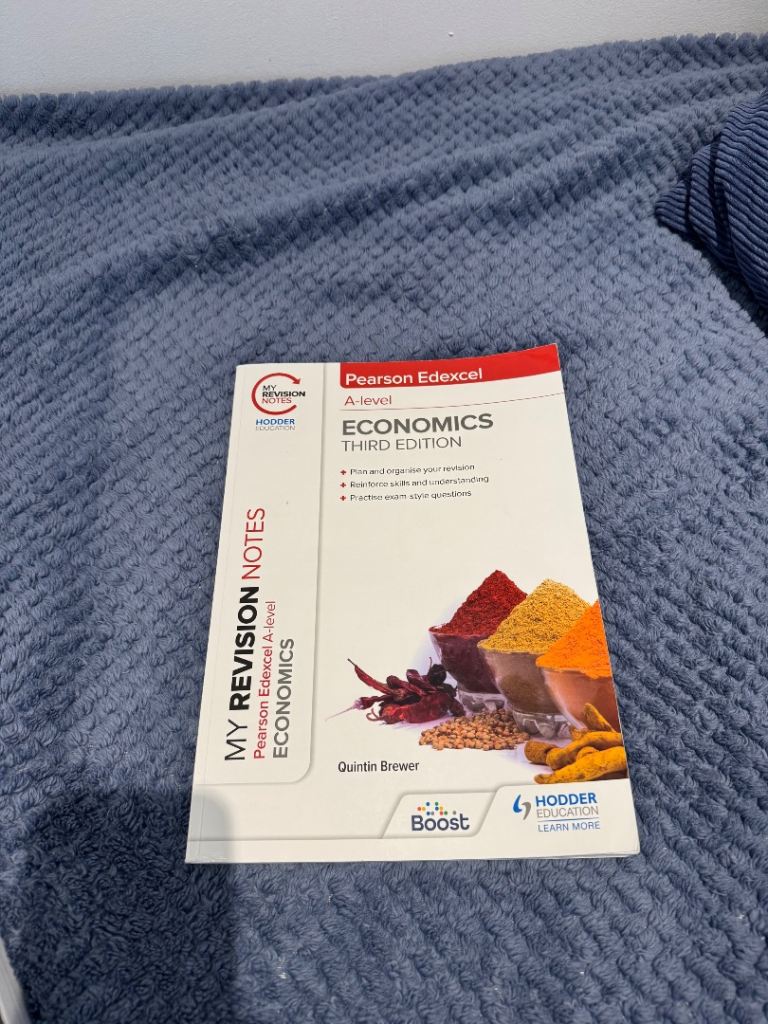 MY
REVISION
NOTES
HODDER
EDUCATION
Pearson Edexcel
A-level
ECONOMICS
THIRD EDITION
+ Plan and organise your revision
+ Reinforce skills and understanding
+ Practise exam-style questions
MY REVISION NOTES
Pearson Edexcel A-level
ECONOMICS
Quintin Brewer
Boost
HODDER
EDUCATION
LEARN MORE